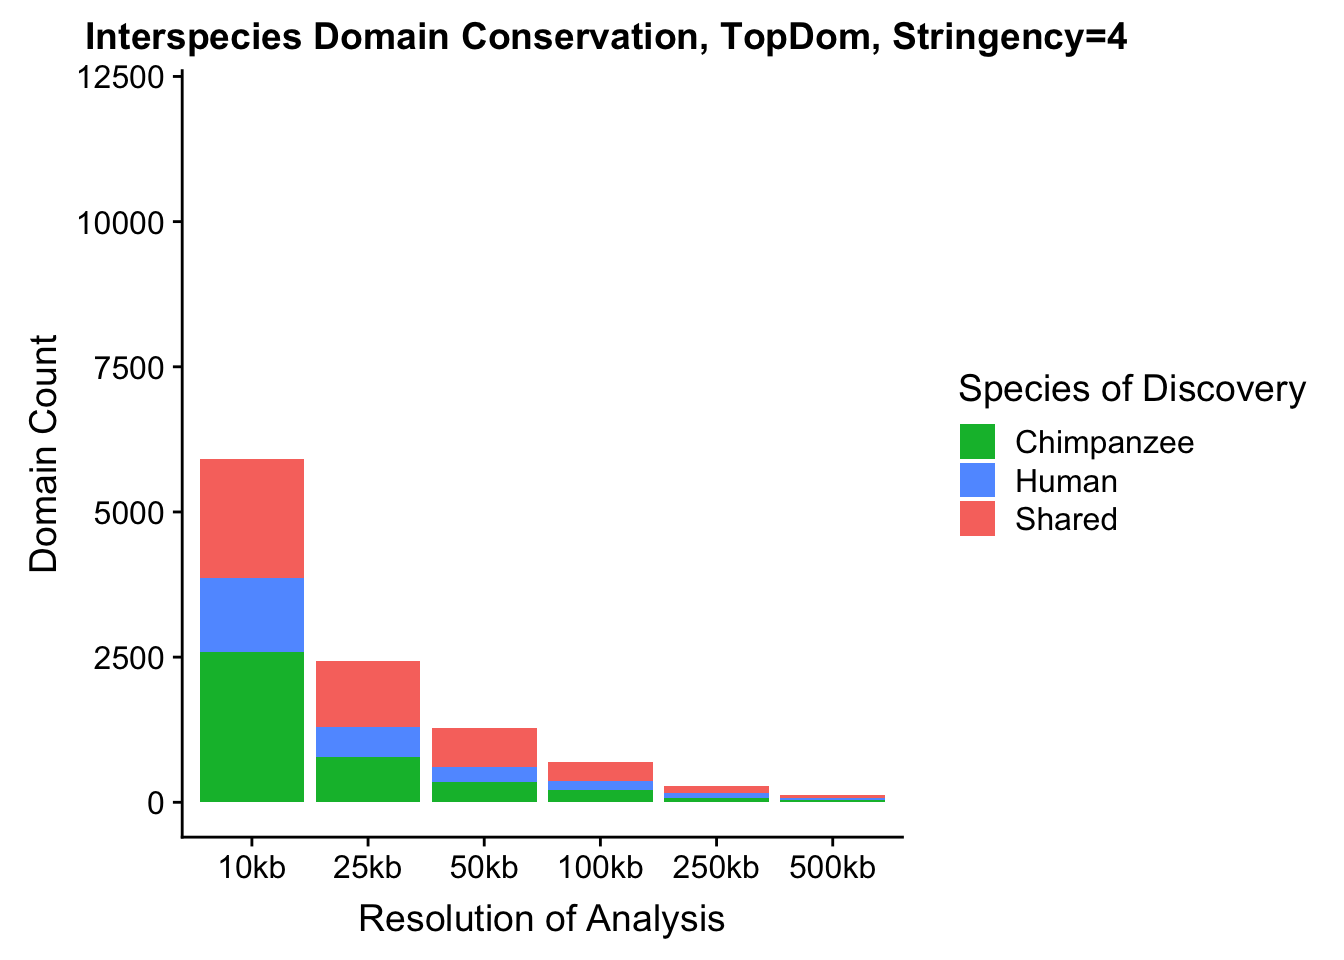 Interspecies Domain Conservation, TopDom, Stringency=4
12500
10000
7500
5000
2500
0
Domain Count
10kb 25kb 50kb 100kb 250kb 500kb
Resolution of Analysis
Species of Discovery
Chimpanzee
Human
Shared